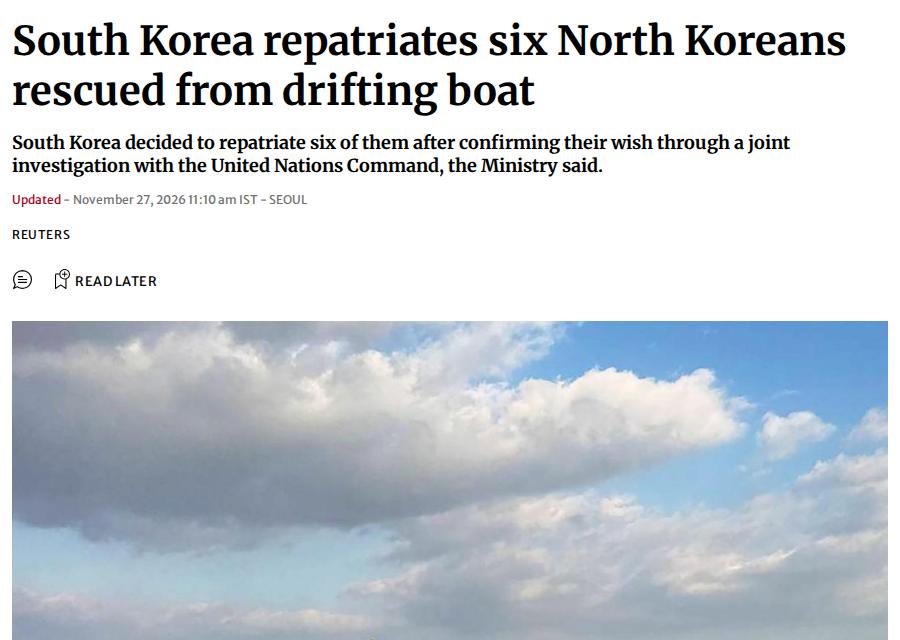 South Korea repatriates six North Koreans
rescued from drifting boat
South Korea decided to repatriate six of them after confirming their wish through a joint
investigation with the United Nations Command, the Ministry said.
Updated - November 27, 2026 11:10 am IST - SEOUL
REUTERS
READ LATER